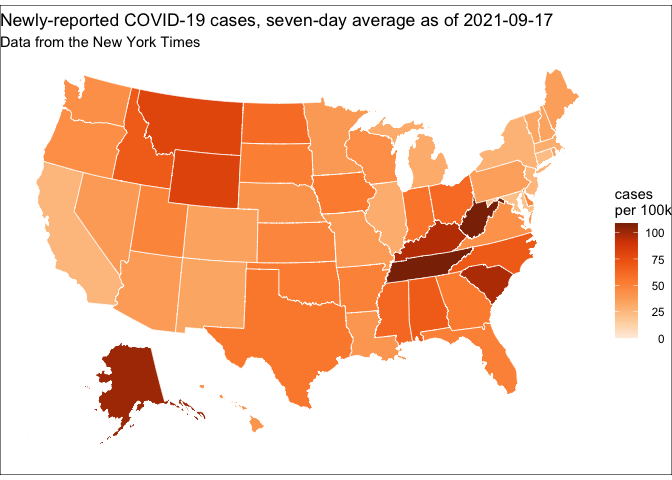 Newly-reported COVID-19 cases, seven-day average as of 2021-09-17
Data from the New York Times
cases
per 100k
100
75
50
25
0